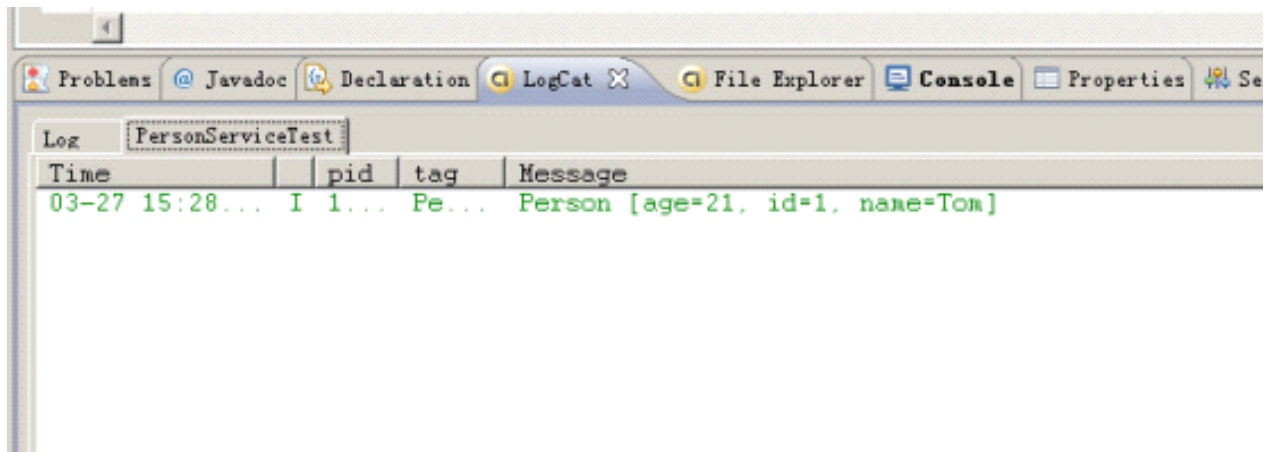 Problems @ Javadoc Declaration LogCat File Explorer Console Properties Se
Log PersonServiceTest
Time pid tag Message
03-27 15:28... I 1... Pe... Person [age=21, id=1, name=Tom]